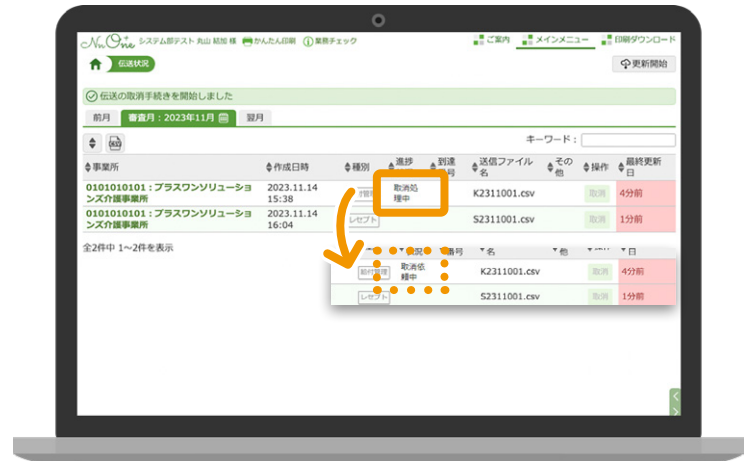 NnOne システム部テスト 丸山 結加 様 かんたん印刷 業務チェック ご案内 メインメニュー 印刷ダウンロード
伝送状況 更新開始
伝送の取消手続きを開始しました
前月 審査月:2023年11月 翌月
キーワード:
事業所 作成日時 種別 進捗 到達 送信ファイル名 その他 操作 最終更新日
0101010101:プラスワンソリューションズ介護事業所
2023.11.14 15:38
取消処理中
K2311001.csv 取消 4分前
0101010101:プラスワンソリューションズ介護事業所
2023.11.14 16:04
レセプト S2311001.csv 取消 1分前
全2件中 1~2件を表示
番号 名 他 日
給付管理 取消依 中 K2311001.csv 取消 4分前
レセプト S2311001.csv 取消 1分前